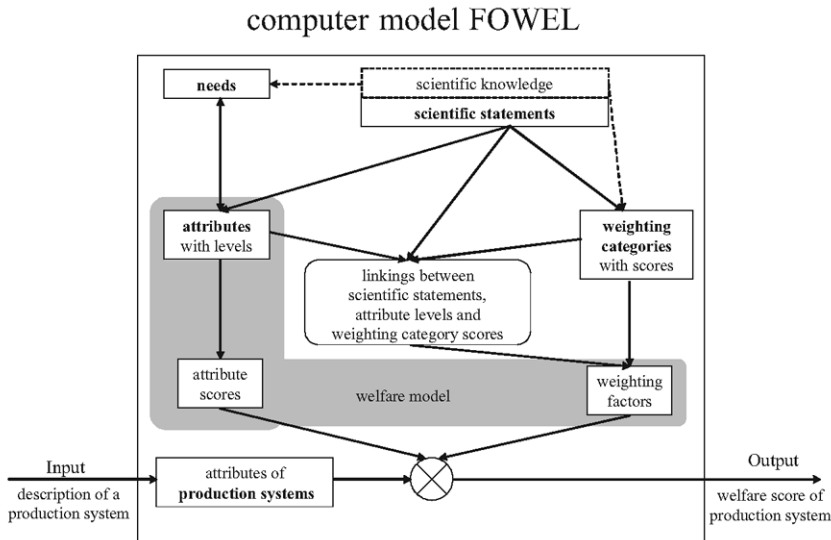 computer model FOWEL
needs
scientific knowledge
scientific statements
attributes
with levels
weighting
categories
with scores
linkings between
scientific statements,
attribute levels and
weighting category scores
attribute
scores
welfare model
weighting
factors
Input
description of a
production system
attributes of
production systems
Output
welfare score of
production system